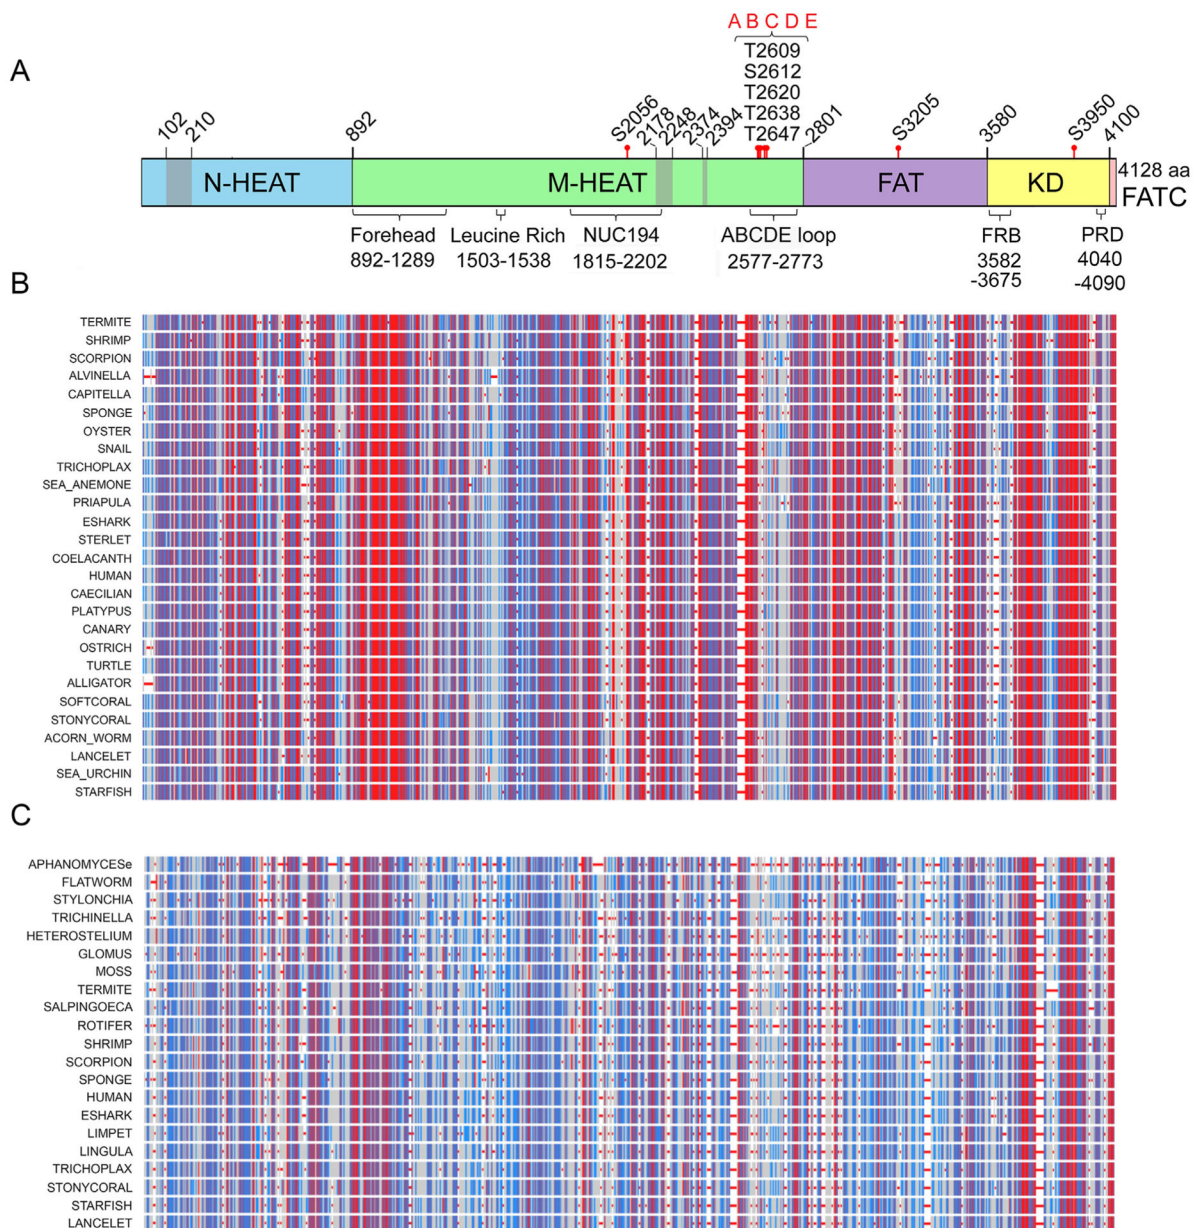 A B C D E
T2609
A
S2612
T2620
T2638
T2647
102
210
892
S2056
2178
2248
2374
2394
2801
S3205
3580
S3950
4100
N-HEAT
M-HEAT
FAT
KD
4128 aa
FATC
Forehead
892-1289
Leucine Rich
1503-1538
NUC194
1815-2202
ABCDE loop
2577-2773
FRB
3582
-3675
PRD
4040
-4090
B
TERMITE
SHRIMP
SCORPION
ALVINELLA
CAPITELLA
SPONGE
OYSTER
SNAIL
TRICHOPLAX
SEA_ANEMONE
PRIAPULA
ESHARK
STERLET
COELACANTH
HUMAN
CAECILIAN
PLATYPUS
CANARY
OSTRICH
TURTLE
ALLIGATOR
SOFTCORAL
STONYCORAL
ACORN_WORM
LANCELET
SEA_URCHIN
STARFISH
C
APHANOMYCESe
FLATWORM
STYLONCHIA
TRICHINELLA
HETEROSTELIUM
GLOMUS
MOSS
TERMITE
SALPINGOECA
ROTIFER
SHRIMP
SCORPION
SPONGE
HUMAN
ESHARK
LIMPET
LINGULA
TRICHOPLAX
STONYCORAL
STARFISH
LANCELET